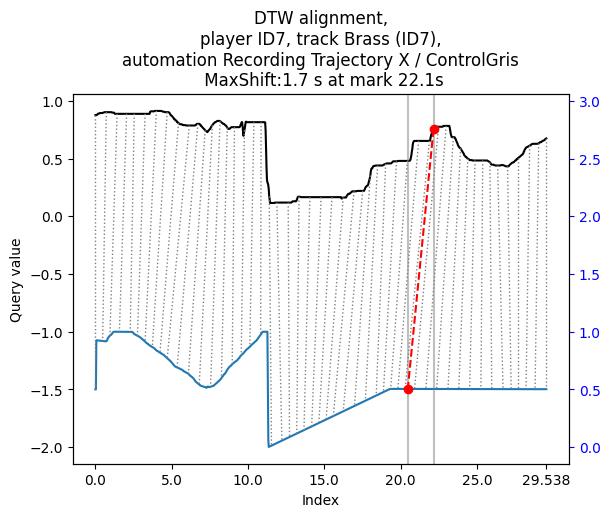 DTW alignment,
player ID7, track Brass (ID7),
automation Recording Trajectory X / ControlGris
MaxShift:1.7 s at mark 22.1s
1.0
0.5
0.0
−0.5
−1.0
−1.5
−2.0
Query value
3.0
2.5
2.0
1.5
1.0
0.5
0.0
0.0 5.0 10.0 15.0 20.0 25.0 29.538
Index